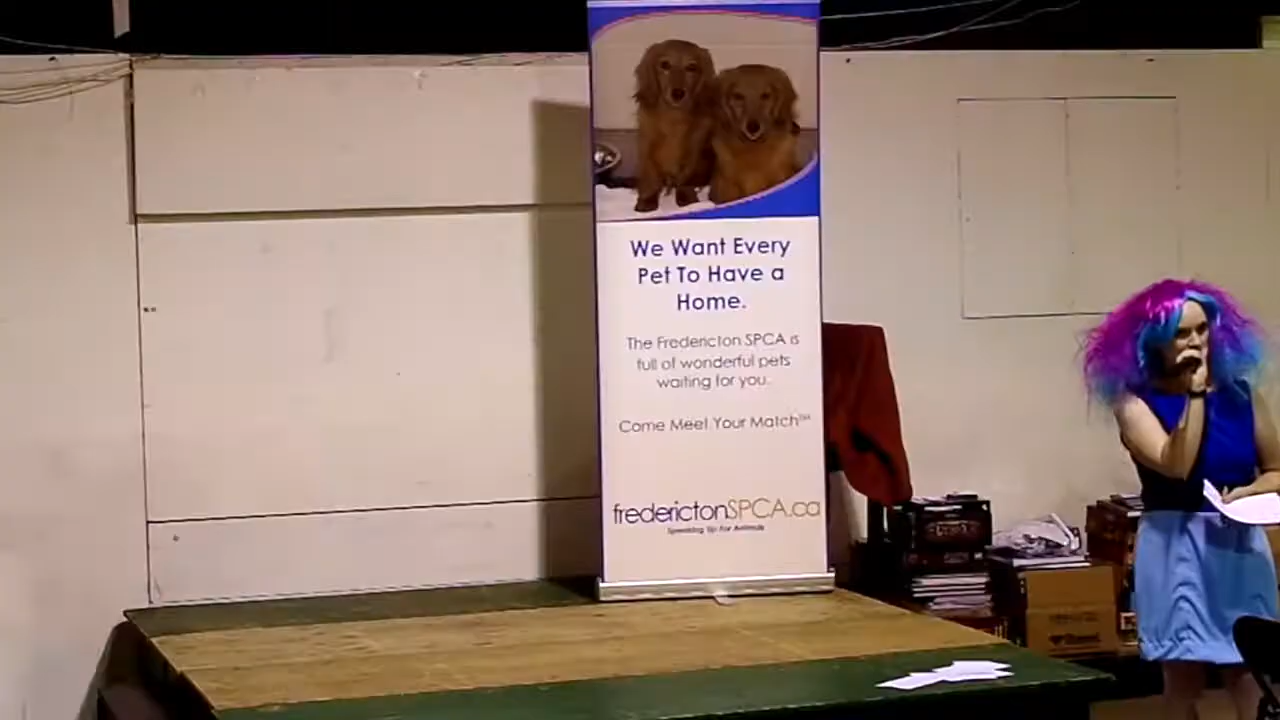 We Want Every
Pet To Have a
Home.
The Fredericton SPCA is
full of wonderful pets
waiting for you.
Come Meet Your Match™
frederictonSPCA.ca
Speaking Up For Animals